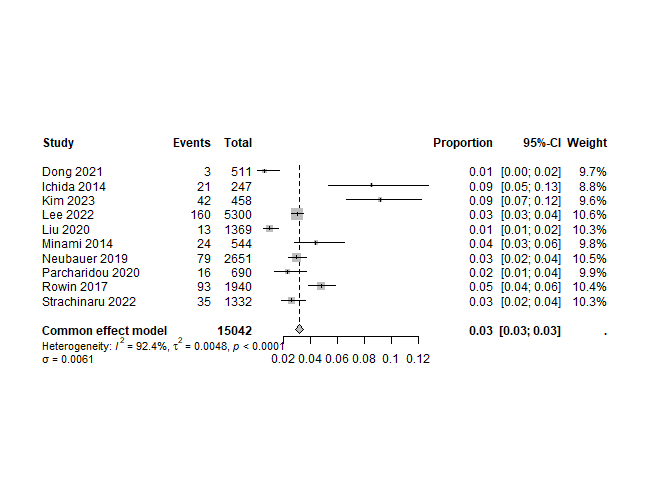 Study Events Total Proportion 95%-CI Weight
Dong 2021 3 511 0.01 [0.00; 0.02] 9.7%
Ichida 2014 21 247 0.09 [0.05; 0.13] 8.8%
Kim 2023 42 458 0.09 [0.07; 0.12] 9.6%
Lee 2022 160 5300 0.03 [0.03; 0.04] 10.6%
Liu 2020 13 1369 0.01 [0.01; 0.02] 10.3%
Minami 2014 24 544 0.04 [0.03; 0.06] 9.8%
Neubauer 2019 79 2651 0.03 [0.02; 0.04] 10.5%
Parcharidou 2020 16 690 0.02 [0.01; 0.04] 9.9%
Rowin 2017 93 1940 0.05 [0.04; 0.06] 10.4%
Strachinaru 2022 35 1332 0.03 [0.02; 0.04] 10.3%
Common effect model 15042 0.03 [0.03; 0.03] .
Heterogeneity: I² = 92.4%, τ² = 0.0048, p < 0.0001
σ = 0.0061 0.02 0.04 0.06 0.08 0.1 0.12